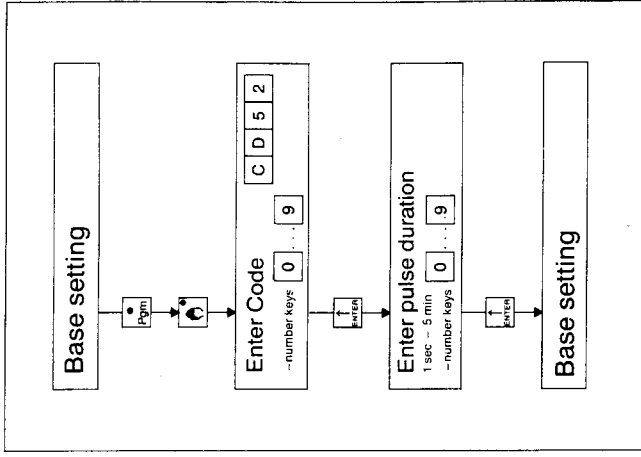 Base setting
Pgm
Enter Code
C D 5 2
–number keys 0 . . . 9
ENTER
Enter pulse duration
1 sec – 5 min
–number keys 0 . . . 9
ENTER
Base setting